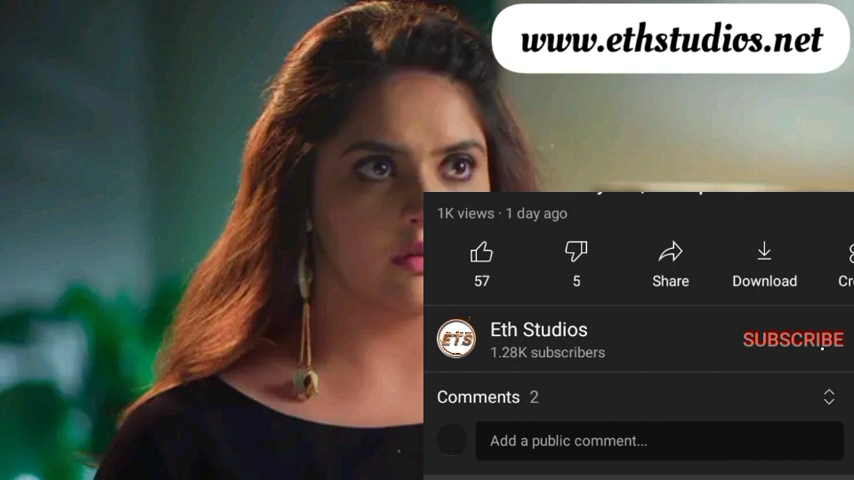 www.ethstudios.net
1K views · 1 day ago
57
5
Share
Download
Cr
ETS
Eth Studios
1.28K subscribers
SUBSCRIBE
Comments 2
Add a public comment...